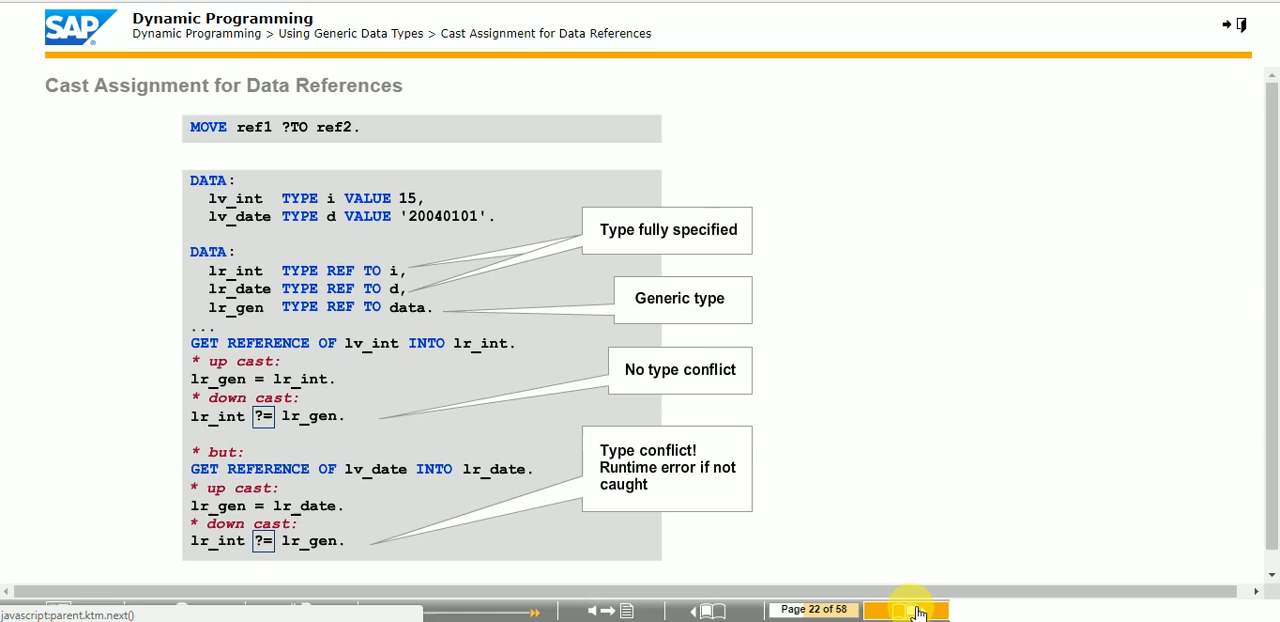 SAP
Dynamic Programming
Dynamic Programming > Using Generic Data Types > Cast Assignment for Data References
Cast Assignment for Data References
MOVE ref1 ?TO ref2.
DATA:
lv_int TYPE i VALUE 15,
lv_date TYPE d VALUE '20040101'.
Type fully specified
DATA:
lr_int TYPE REF TO i,
lr_date TYPE REF TO d,
lr_gen TYPE REF TO data.
Generic type
...
GET REFERENCE OF lv_int INTO lr_int.
* up cast:
lr_gen = lr_int.
* down cast:
lr_int ?= lr_gen.
No type conflict
* but:
GET REFERENCE OF lv_date INTO lr_date.
* up cast:
lr_gen = lr_date.
* down cast:
lr_int ?= lr_gen.
Type conflict!
Runtime error if not
caught
Page 22 of 58
javascript:parent.ktm.next()